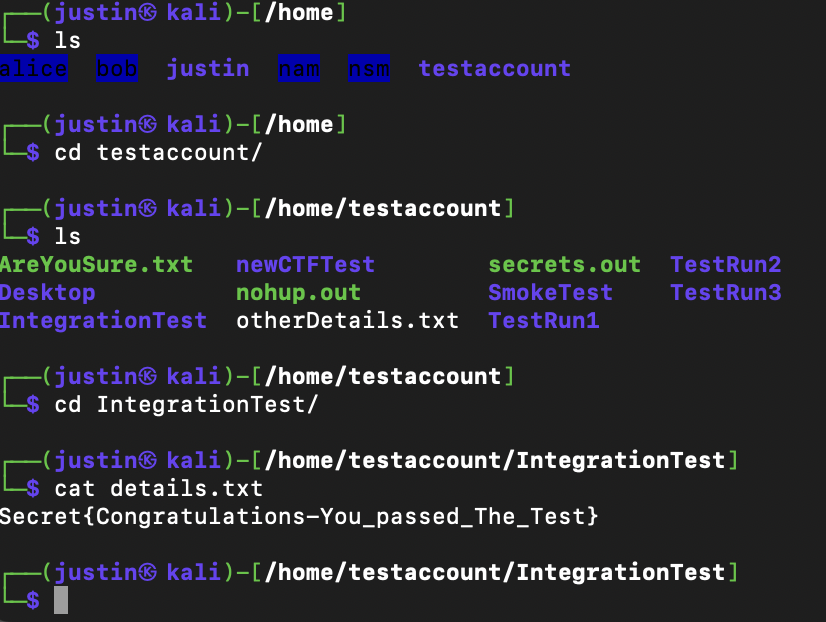 ┌──(justin㉿kali)-[/home]
└─$ ls
alice  bob  justin  nam  nsm  testaccount
┌──(justin㉿kali)-[/home]
└─$ cd testaccount/
┌──(justin㉿kali)-[/home/testaccount]
└─$ ls
AreYouSure.txt   newCTFTest        secrets.out  TestRun2
Desktop          nohup.out         SmokeTest    TestRun3
IntegrationTest  otherDetails.txt  TestRun1
┌──(justin㉿kali)-[/home/testaccount]
└─$ cd IntegrationTest/
┌──(justin㉿kali)-[/home/testaccount/IntegrationTest]
└─$ cat details.txt
Secret{Congratulations-You_passed_The_Test}
┌──(justin㉿kali)-[/home/testaccount/IntegrationTest]
└─$